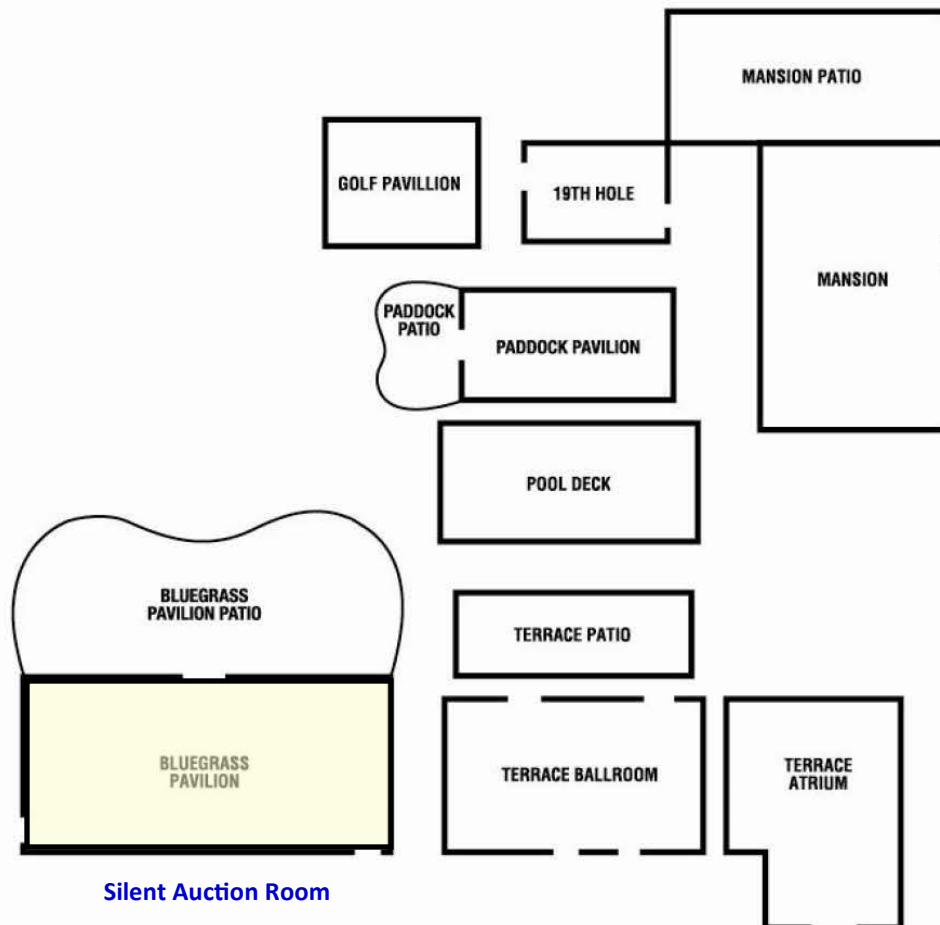 MANSION PATIO
GOLF PAVILLION
19TH HOLE
MANSION
PADDOCK
PATIO
PADDOCK PAVILION
POOL DECK
BLUEGRASS
PAVILION PATIO
TERRACE PATIO
BLUEGRASS
PAVILION
TERRACE BALLROOM
TERRACE
ATRIUM
Silent Auction Room